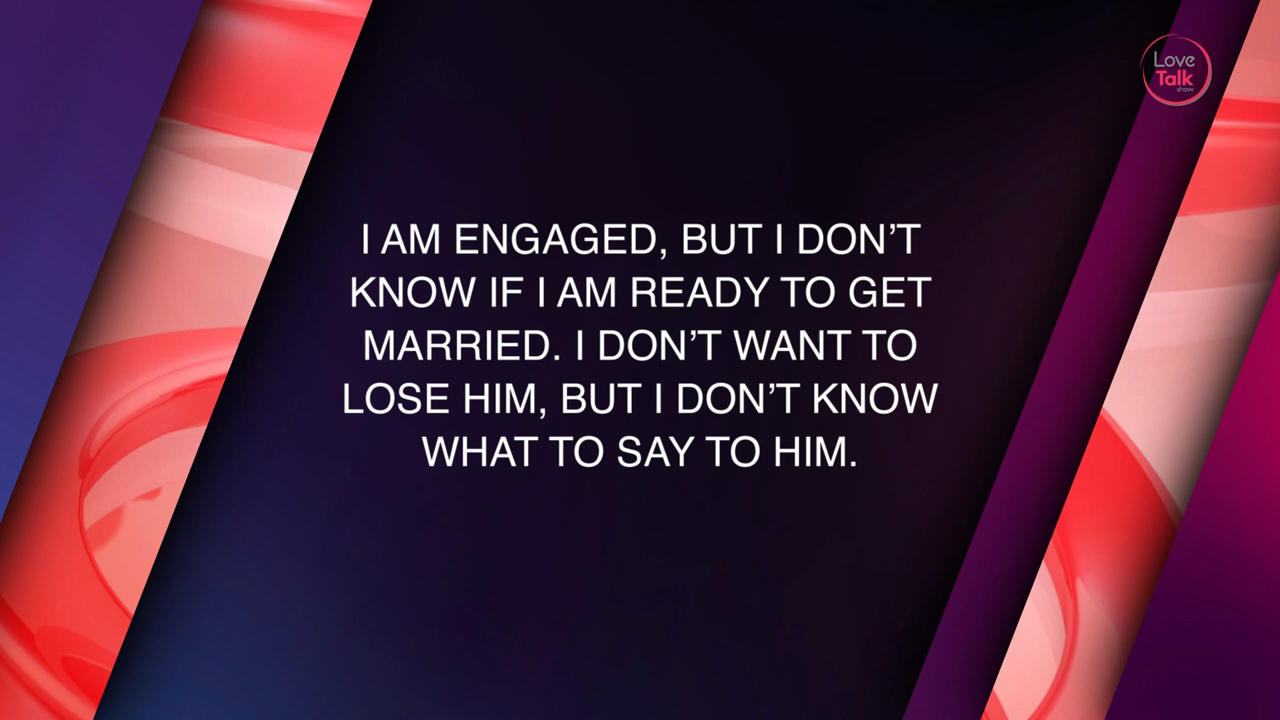 Love
Talk
show
I AM ENGAGED, BUT I DON’T
KNOW IF I AM READY TO GET
MARRIED. I DON’T WANT TO
LOSE HIM, BUT I DON’T KNOW
WHAT TO SAY TO HIM.